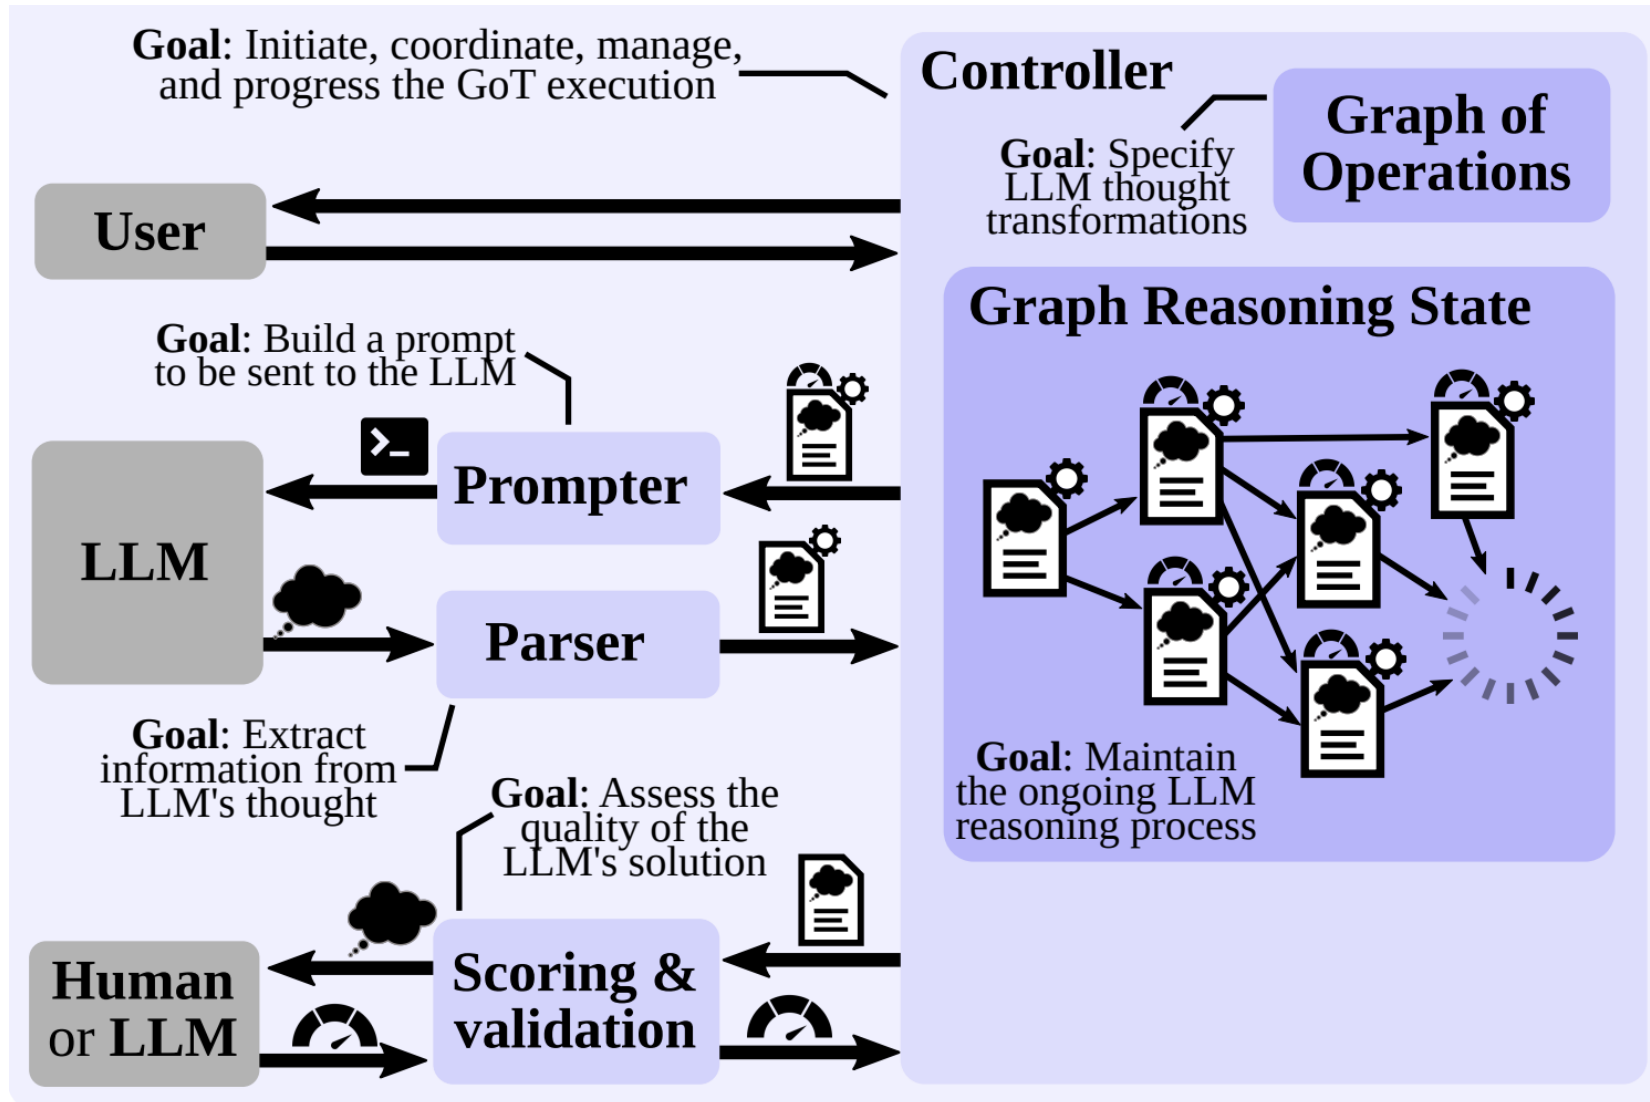 Goal: Initiate, coordinate, manage,
and progress the GoT execution
Controller
Graph of
Operations
Goal: Specify
LLM thought
transformations
User
Graph Reasoning State
Goal: Build a prompt
to be sent to the LLM
Prompter
LLM
Parser
Goal: Extract
information from
LLM's thought
Goal: Maintain
the ongoing LLM
reasoning process
Goal: Assess the
quality of the
LLM's solution
Scoring &
validation
Human
or LLM